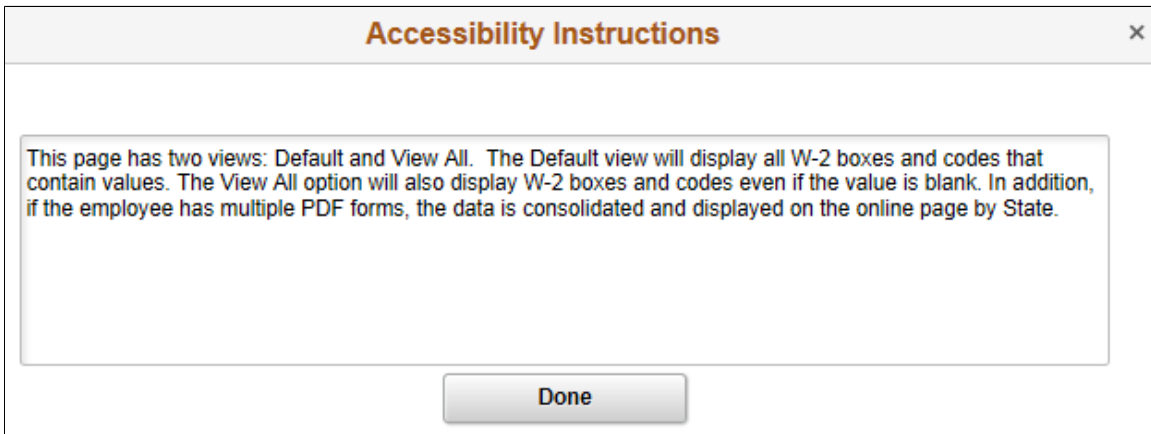 Accessibility Instructions
×
This page has two views: Default and View All.  The Default view will display all W-2 boxes and codes that
contain values. The View All option will also display W-2 boxes and codes even if the value is blank. In addition,
if the employee has multiple PDF forms, the data is consolidated and displayed on the online page by State.
Done